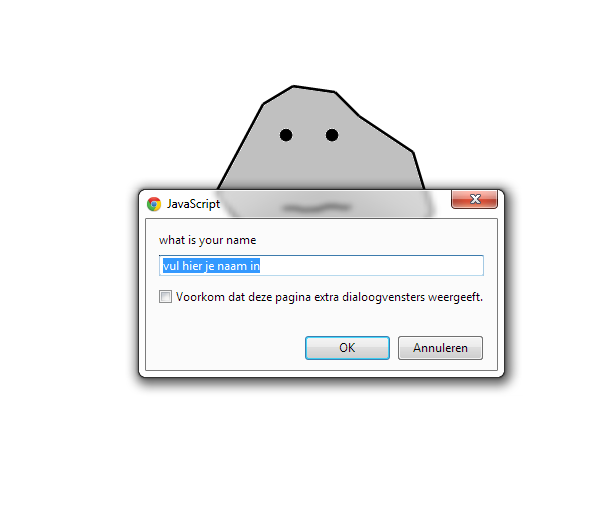 JavaScript
what is your name
vul hier je naam in
Voorkom dat deze pagina extra dialoogvensters weergeeft.
OK
Annuleren